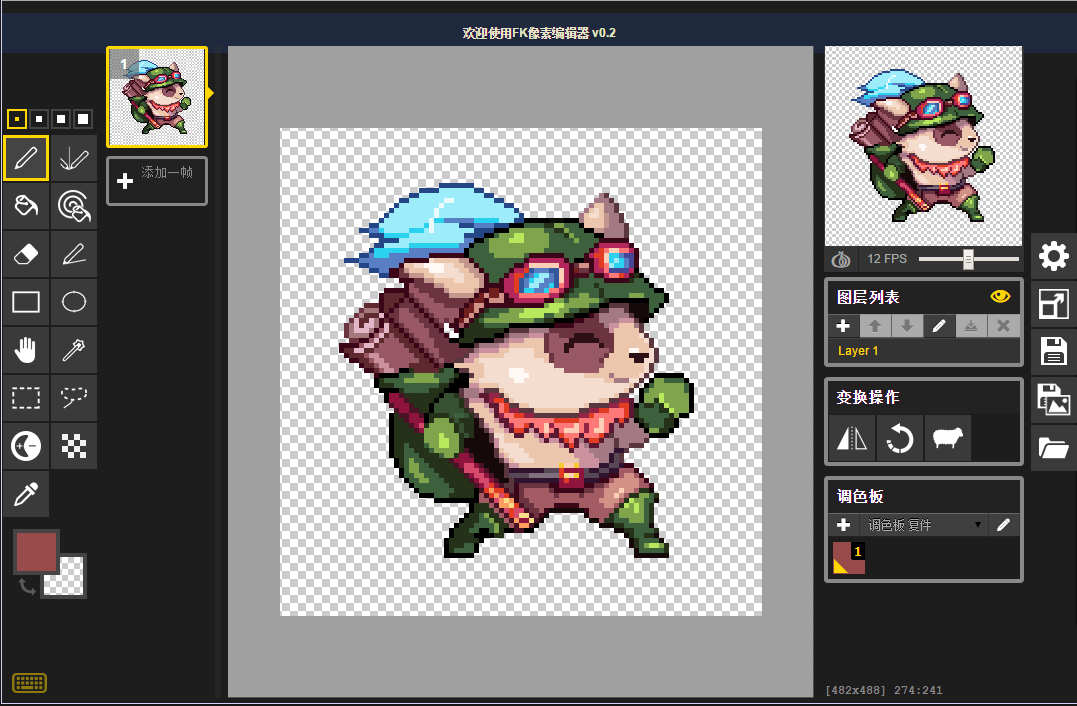 欢迎使用FK像素编辑器 v0.2
1
添加一帧
12 FPS
图层列表
Layer 1
变换操作
调色板
调色板 复件
1
[482x488] 274:241